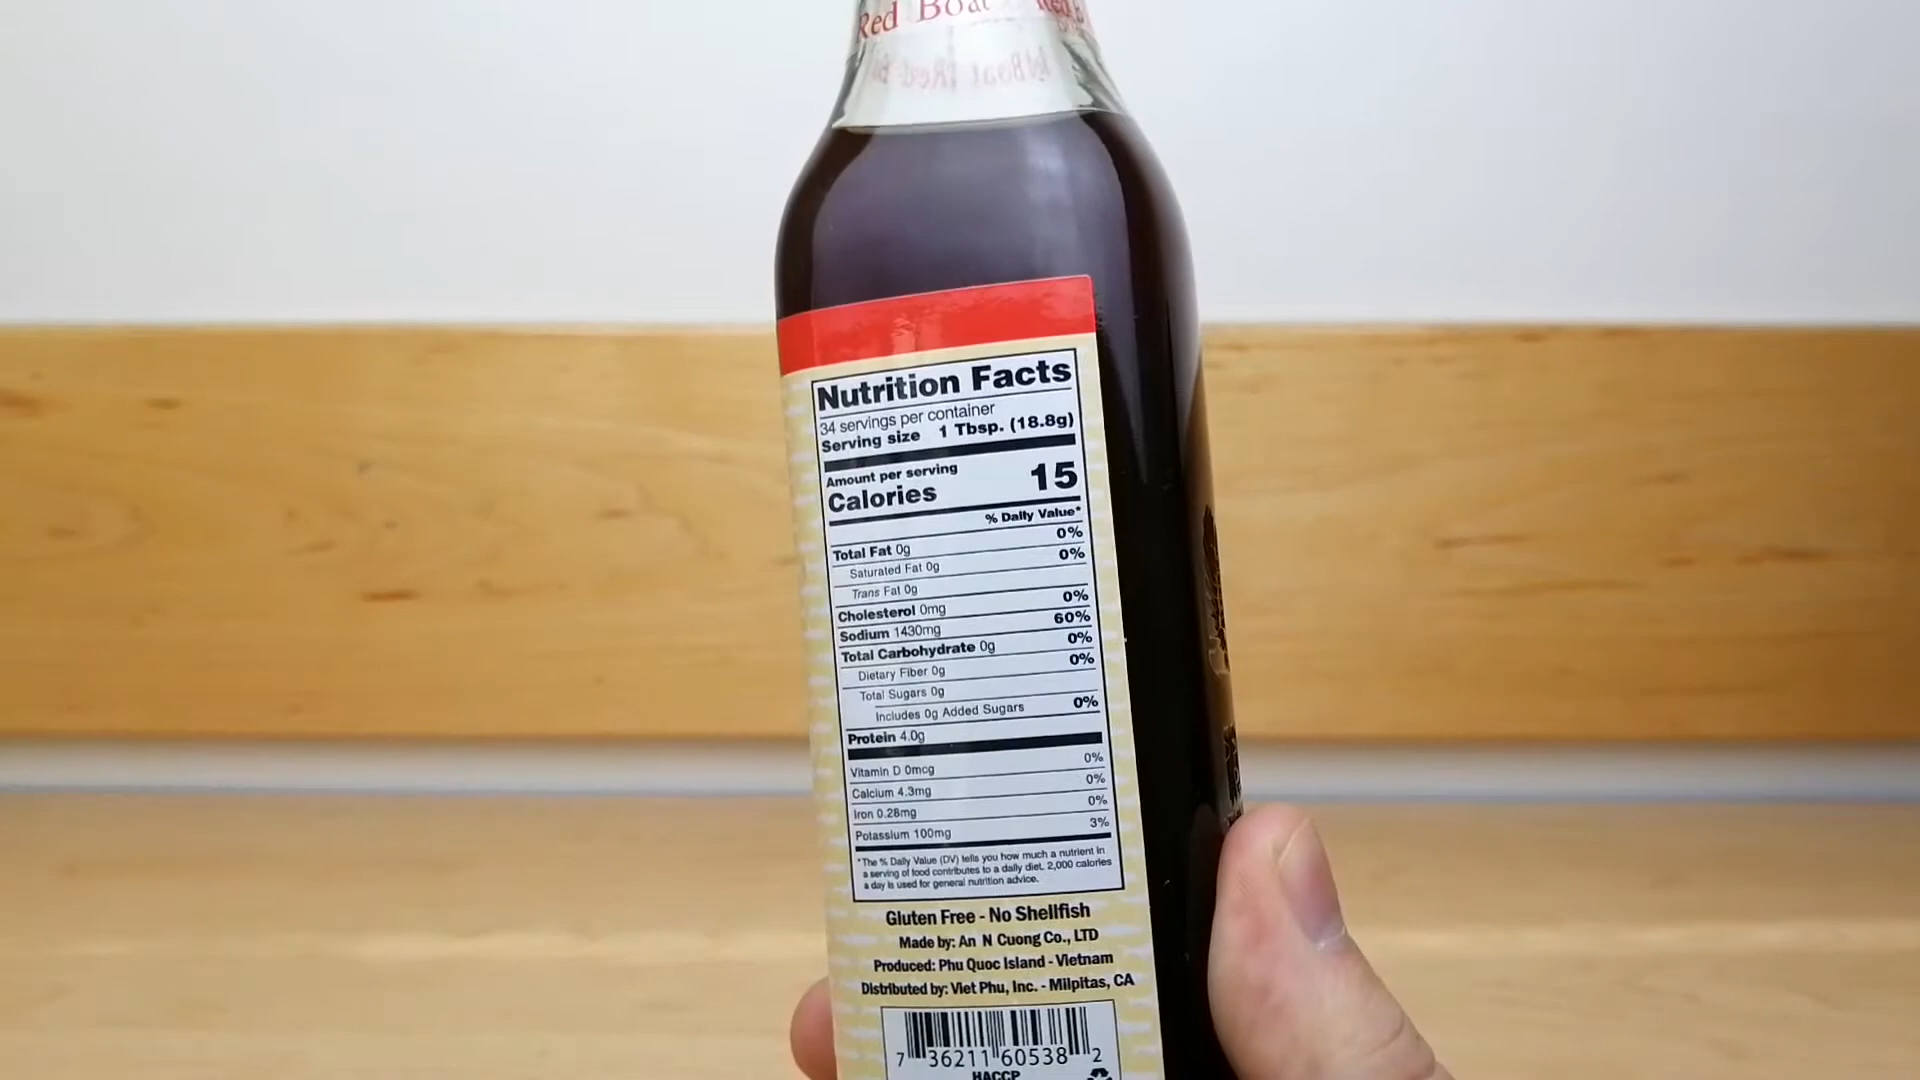 Red Boat
Nutrition Facts
34 servings per container
Serving size 1 Tbsp. (18.8g)
Amount per serving
Calories 15
% Daily Value*
Total Fat 0g 0%
Saturated Fat 0g 0%
Trans Fat 0g
Cholesterol 0mg 0%
Sodium 1430mg 60%
Total Carbohydrate 0g 0%
Dietary Fiber 0g 0%
Total Sugars 0g
Includes 0g Added Sugars 0%
Protein 4.0g
Vitamin D 0mcg 0%
Calcium 4.3mg 0%
Iron 0.28mg 0%
Potassium 100mg 3%
*The % Daily Value (DV) tells you how much a nutrient in
a serving of food contributes to a daily diet. 2,000 calories
a day is used for general nutrition advice.
Gluten Free - No Shellfish
Made by: An N Cuong Co., LTD
Produced: Phu Quoc Island - Vietnam
Distributed by: Viet Phu, Inc. - Milpitas, CA
7 36211 60538 2
HACCP